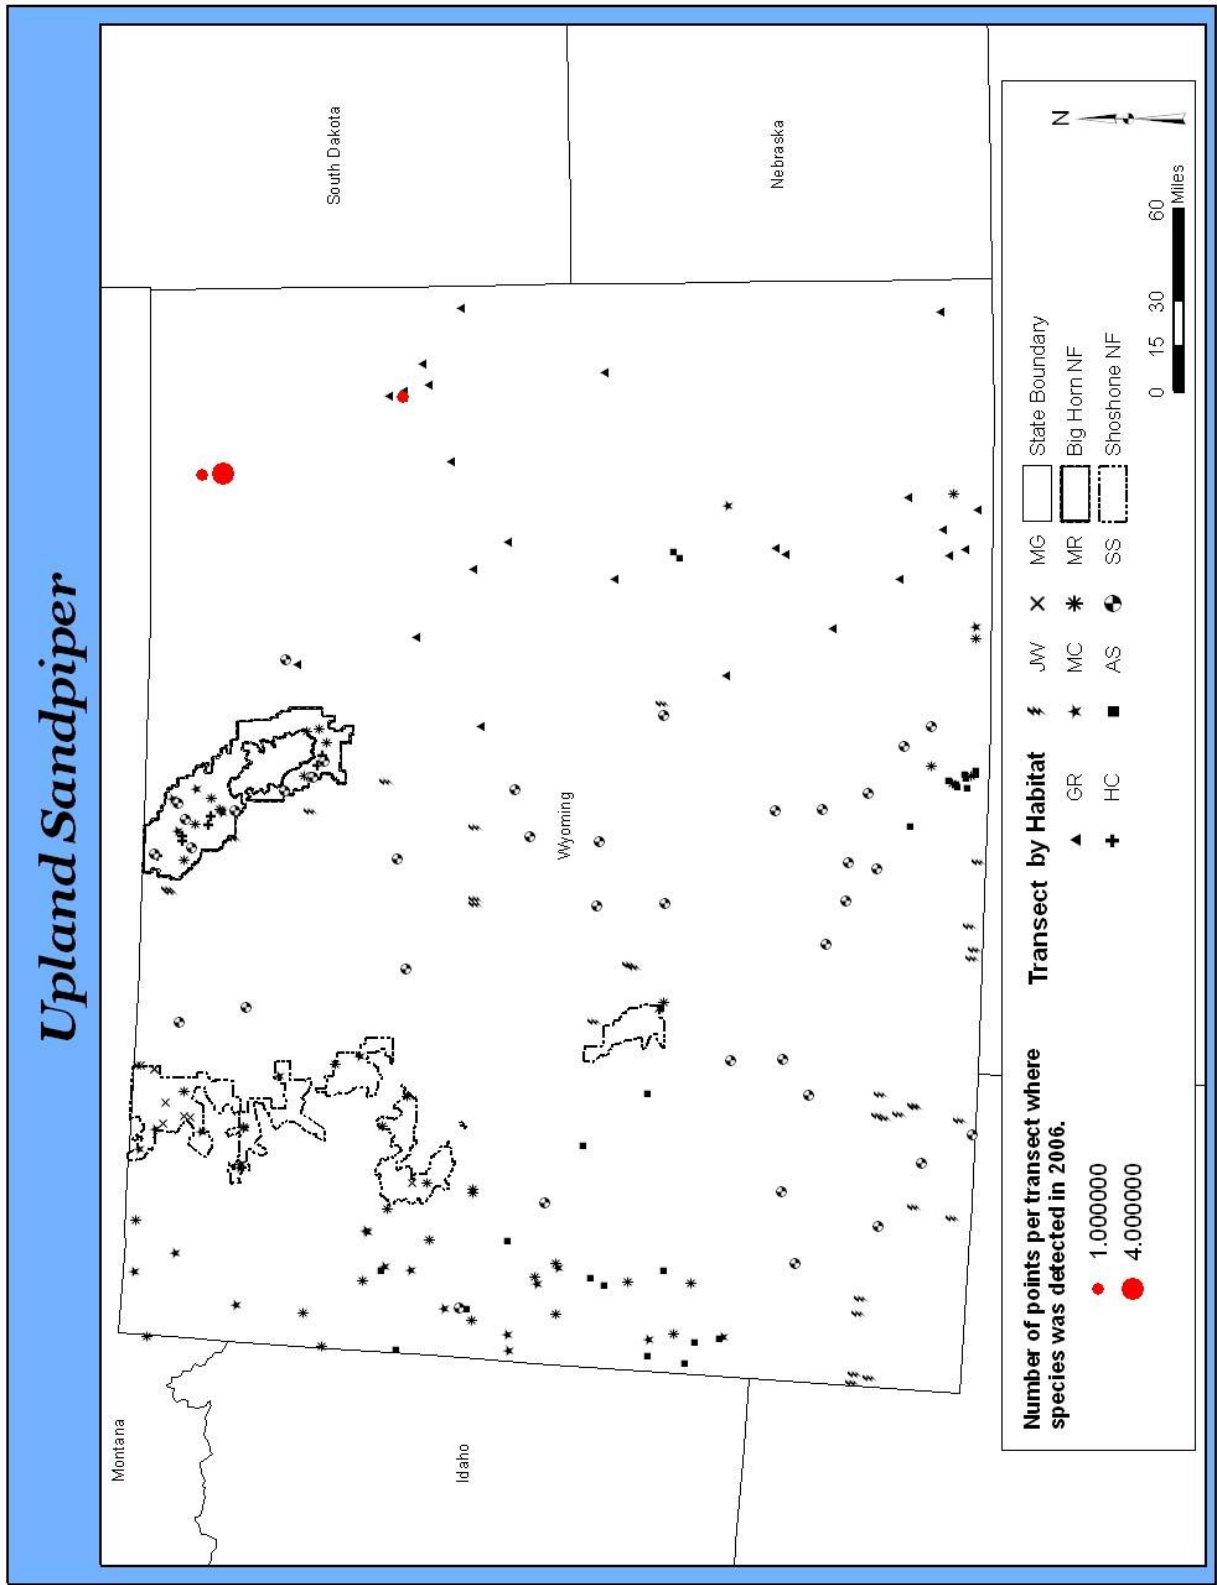 Upland Sandpiper
Montana
South Dakota
Idaho
Wyoming
Nebraska
Number of points per transect where
species was detected in 2006.
1.000000
4.000000
Transect by Habitat
GR
JW
MG
State Boundary
MC
MR
Big Horn NF
HC
AS
SS
Shoshone NF
N
0 15 30 60
Miles